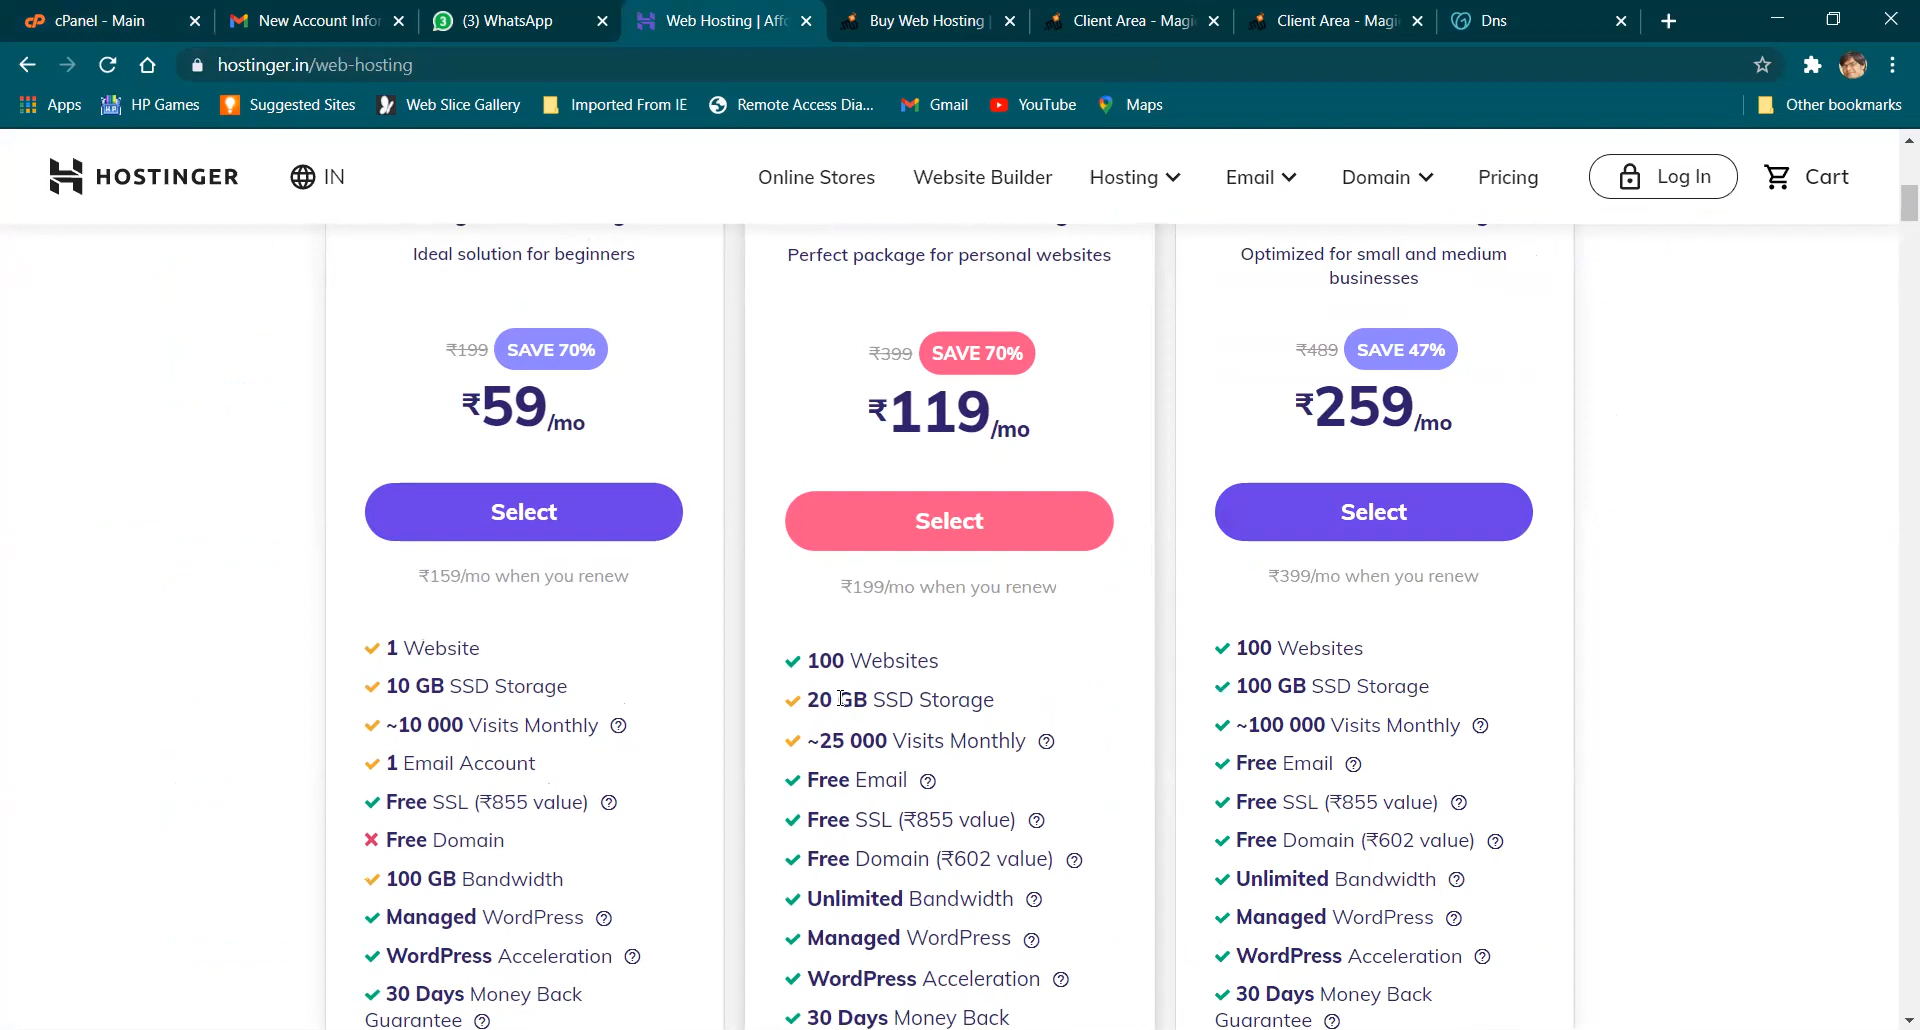 cPanel - Main
New Account Info
(3) WhatsApp
Web Hosting | Affo
Buy Web Hosting |
Client Area - Magi
Client Area - Magi
Dns
hostinger.in/web-hosting
Apps
HP Games
Suggested Sites
Web Slice Gallery
Imported From IE
Remote Access Dia...
Gmail
YouTube
Maps
Other bookmarks
HOSTINGER
IN
Online Stores
Website Builder
Hosting
Email
Domain
Pricing
Log In
Cart
Ideal solution for beginners
₹199 SAVE 70%
₹59/mo
Select
₹159/mo when you renew
1 Website
10 GB SSD Storage
~10 000 Visits Monthly
1 Email Account
Free SSL (₹855 value)
Free Domain
100 GB Bandwidth
Managed WordPress
WordPress Acceleration
30 Days Money Back
Guarantee
Perfect package for personal websites
₹399 SAVE 70%
₹119/mo
Select
₹199/mo when you renew
100 Websites
20 GB SSD Storage
~25 000 Visits Monthly
Free Email
Free SSL (₹855 value)
Free Domain (₹602 value)
Unlimited Bandwidth
Managed WordPress
WordPress Acceleration
30 Days Money Back
Optimized for small and medium
businesses
₹489 SAVE 47%
₹259/mo
Select
₹399/mo when you renew
100 Websites
100 GB SSD Storage
~100 000 Visits Monthly
Free Email
Free SSL (₹855 value)
Free Domain (₹602 value)
Unlimited Bandwidth
Managed WordPress
WordPress Acceleration
30 Days Money Back
Guarantee